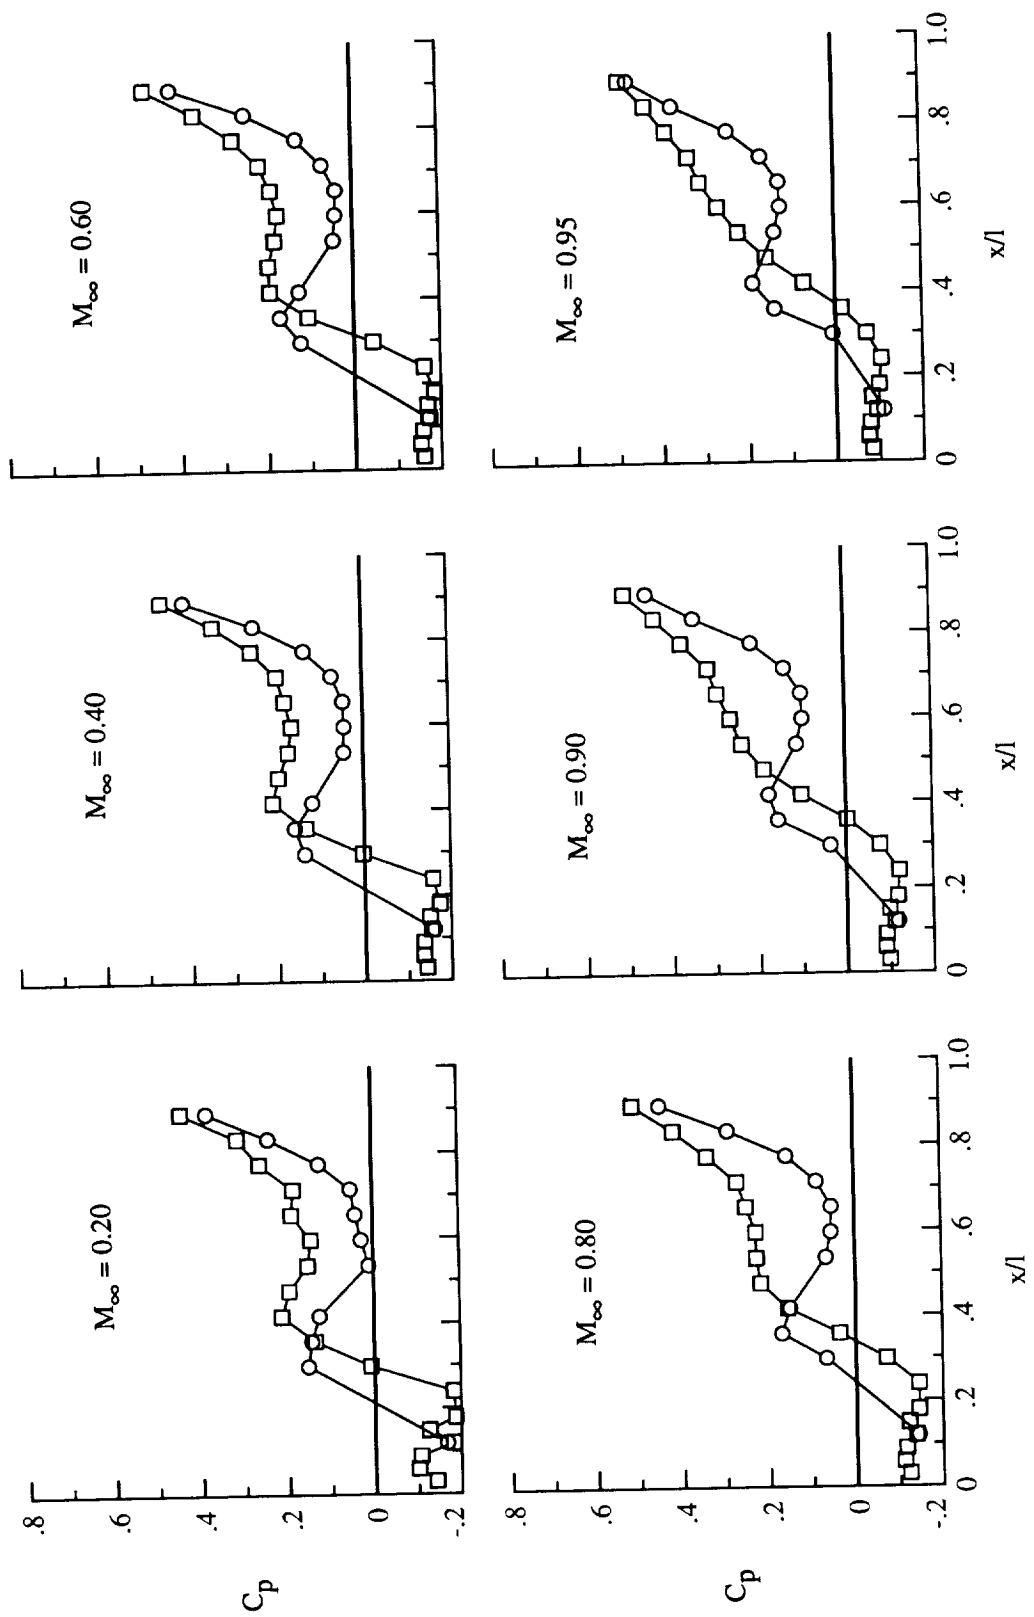 M∞ = 0.20
M∞ = 0.40
M∞ = 0.60
.8
.6
.4
.2
0
-.2
Cp
M∞ = 0.80
M∞ = 0.90
M∞ = 0.95
.8
.6
.4
.2
0
-.2
Cp
0 .2 .4 .6 .8 1.0
x/l
0 .2 .4 .6 .8 1.0
x/l
0 .2 .4 .6 .8 1.0
x/l